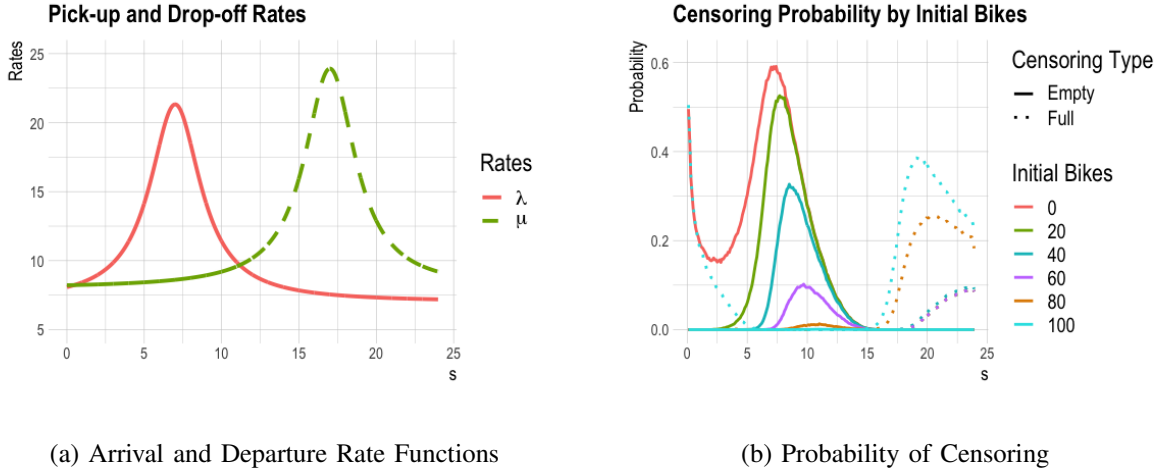 Pick-up and Drop-off Rates
Rates
25
20
15
10
5
0 5 10 15 20 25
s
Rates
λ
μ
(a) Arrival and Departure Rate Functions
Censoring Probability by Initial Bikes
Probability
0.6
0.4
0.2
0.0
0 5 10 15 20 25
s
Censoring Type
Empty
Full
Initial Bikes
0
20
40
60
80
100
(b) Probability of Censoring